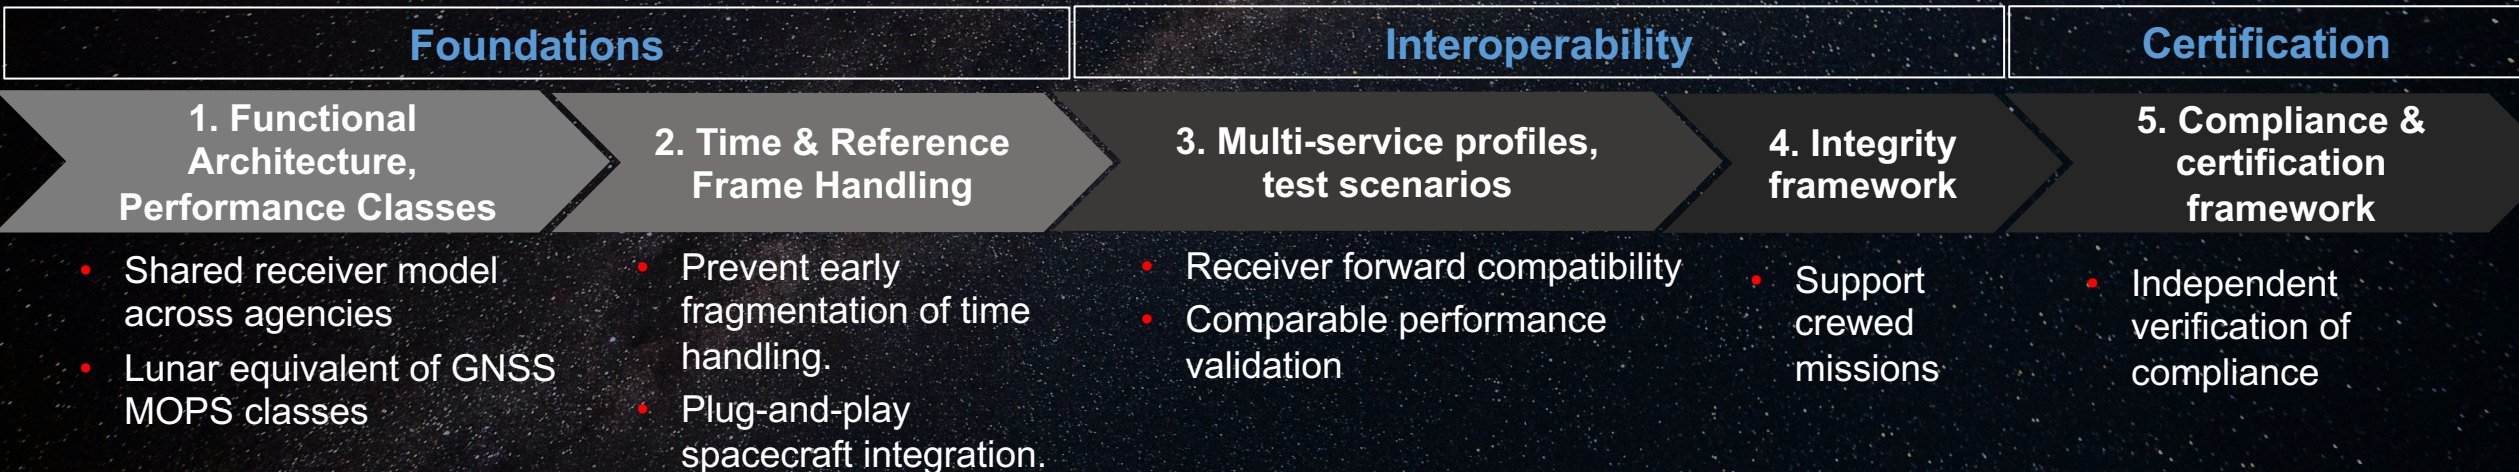 Foundations
Interoperability
Certification
1. Functional
Architecture,
Performance Classes
2. Time & Reference
Frame Handling
3. Multi-service profiles,
test scenarios
4. Integrity
framework
5. Compliance &
certification
framework
• Shared receiver model
across agencies
• Lunar equivalent of GNSS
MOPS classes
• Prevent early
fragmentation of time
handling.
• Plug-and-play
spacecraft integration.
• Receiver forward compatibility
• Comparable performance
validation
• Support
crewed
missions
• Independent
verification of
compliance